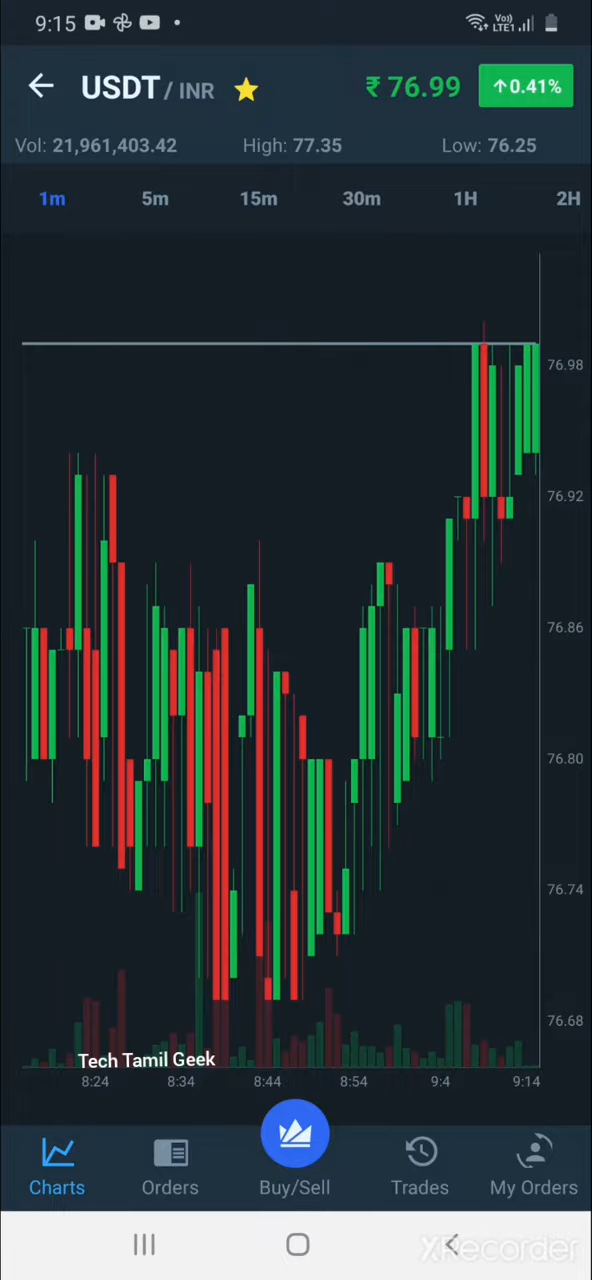 9:15 Vo) LTE1
USDT / INR ₹ 76.99 ↑0.41%
Vol: 21,961,403.42 High: 77.35 Low: 76.25
1m 5m 15m 30m 1H 2H
76.98
76.92
76.86
76.80
76.74
76.68
Tech Tamil Geek
8:24 8:34 8:44 8:54 9:4 9:14
Charts Orders Buy/Sell Trades My Orders
XRecorder